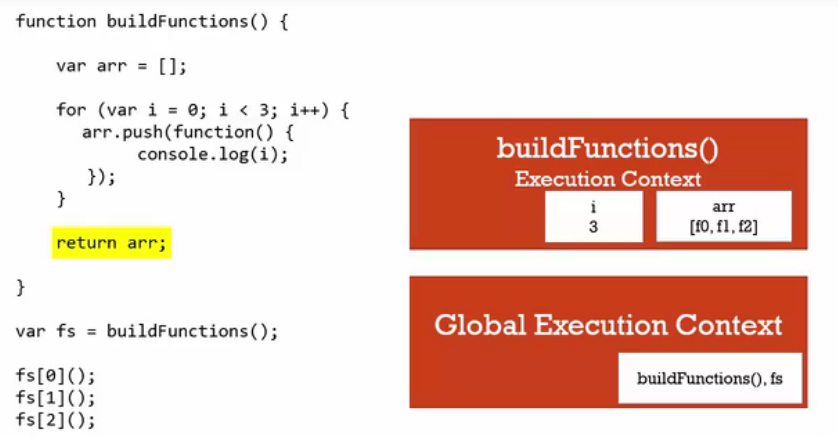 function buildFunctions() {
var arr = [];
for (var i = 0; i < 3; i++) {
arr.push(function() {
console.log(i);
});
}
return arr;
}
var fs = buildFunctions();
fs[0]();
fs[1]();
fs[2]();
buildFunctions()
Execution Context
i
3
arr
[f0, f1, f2]
Global Execution Context
buildFunctions(), fs